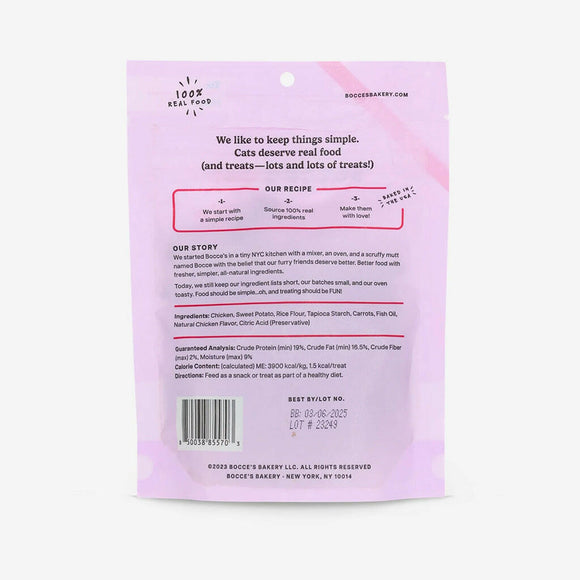 100%
REAL FOOD
BOCCESBAKERY.COM
We like to keep things simple.
Cats deserve real food
(and treats—lots and lots of treats!)
OUR RECIPE
-1-
We start with
a simple recipe
-2-
Source 100% real
ingredients
-3-
Make them
with love!
BAKED IN
THE USA
OUR STORY
We started Bocce's in a tiny NYC kitchen with a mixer, an oven, and a scruffy mutt
named Bocce with the belief that our furry friends deserve better. Better food with
fresher, simpler, all-natural ingredients.
Today, we still keep our ingredient lists short, our batches small, and our oven
toasty. Food should be simple...oh, and treating should be FUN!
Ingredients: Chicken, Sweet Potato, Rice Flour, Tapioca Starch, Carrots, Fish Oil,
Natural Chicken Flavor, Citric Acid (Preservative)
Guaranteed Analysis: Crude Protein (min) 19%, Crude Fat (min) 16.5%, Crude Fiber
(max) 2%, Moisture (max) 9%
Calorie Content: (calculated) ME: 3900 kcal/kg, 1.5 kcal/treat
Directions: Feed as a snack or treat as part of a healthy diet.
BEST BY/LOT NO.
BB: 03/06/2025
LOT # 23249
8 50038 85570 3
©2023 BOCCE'S BAKERY LLC. ALL RIGHTS RESERVED
BOCCE'S BAKERY · NEW YORK, NY 10014